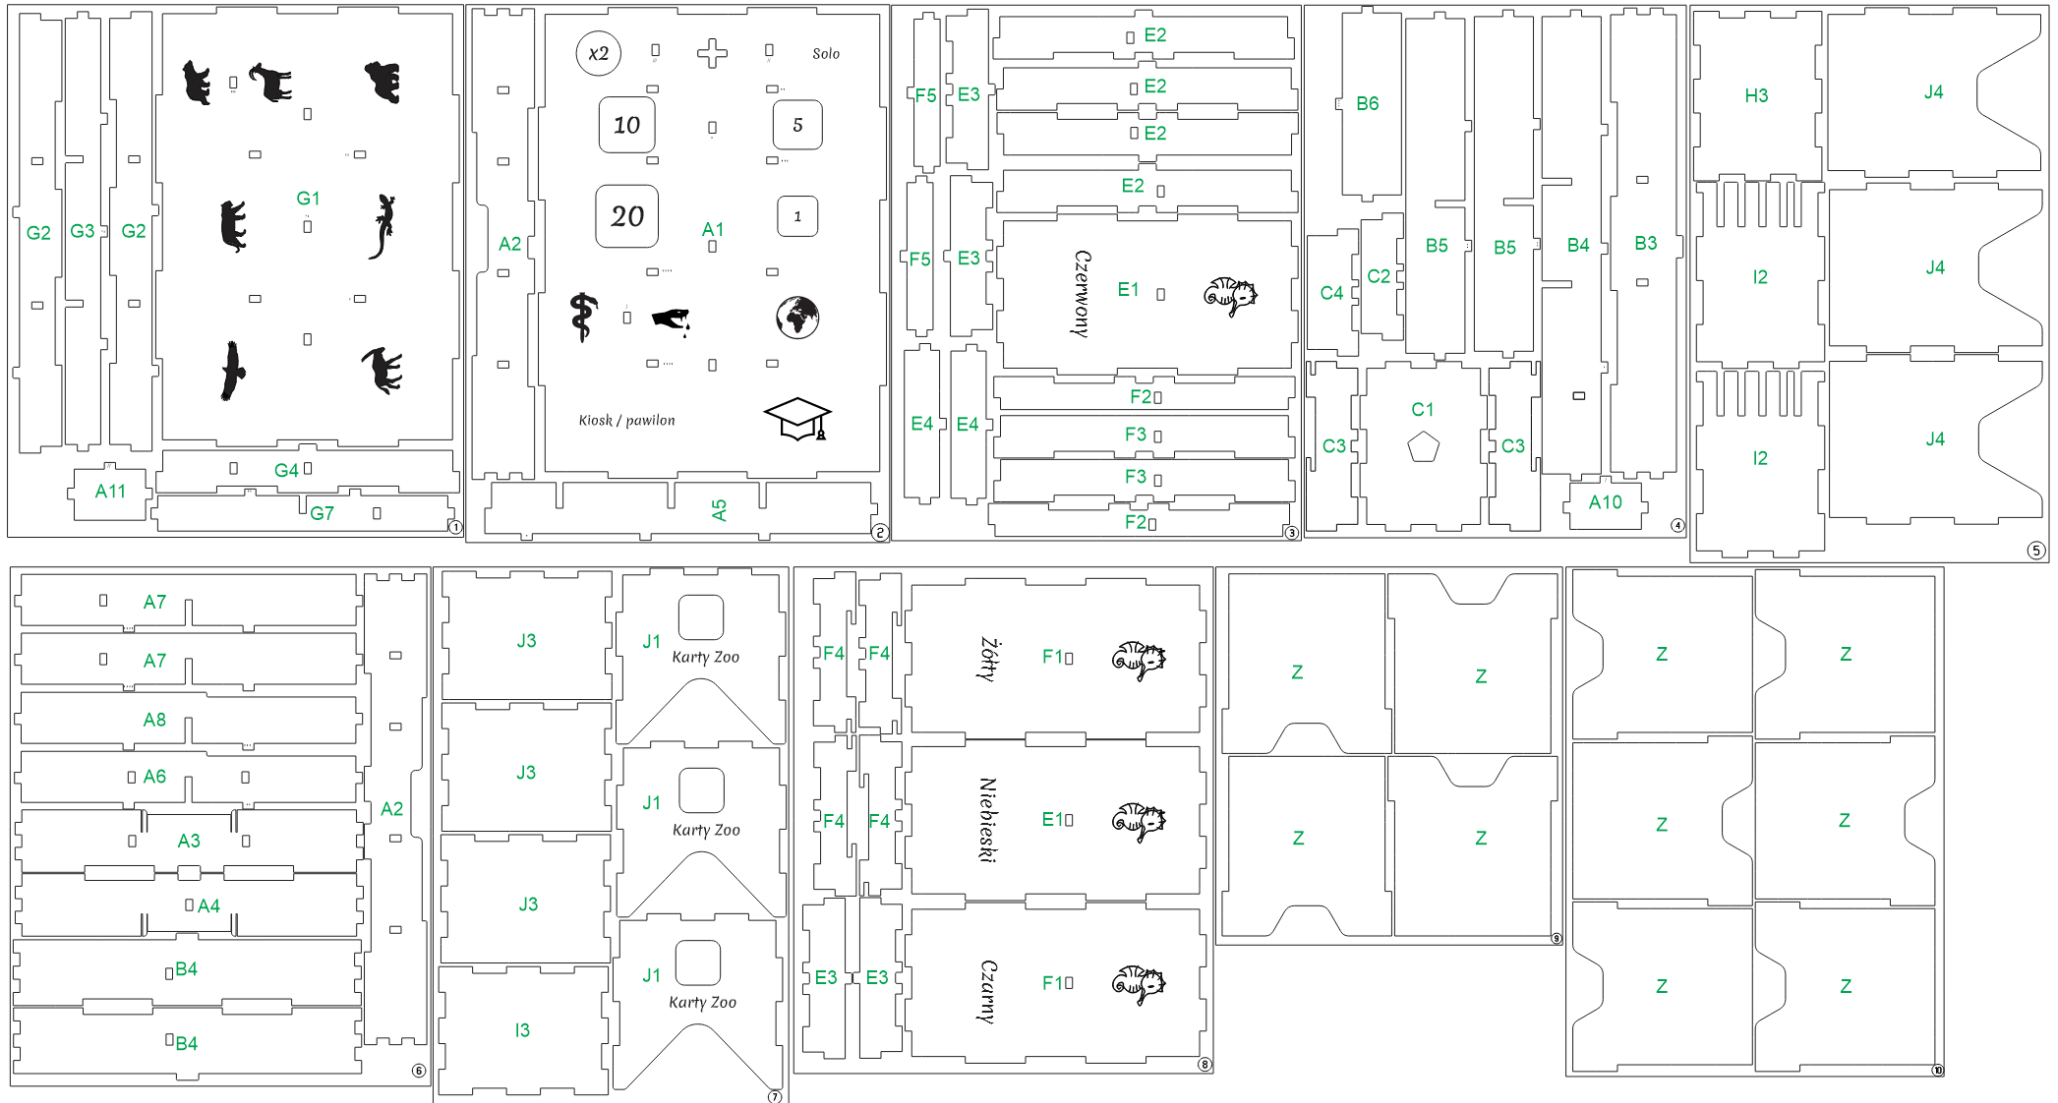 G1
G2
G3
G2
G4
A11
G7
1
x2
Solo
10
5
20
1
A1
A2
Kiosk / pawilon
A5
2
E2
F5
E3
E2
E2
E2
F5
E3
Czerwony
E1
F2
E4
E4
F3
F3
F2
3
B6
B5
B5
B4
B3
C2
C4
C1
C3
C3
A10
4
H3
J4
I2
J4
I2
J4
5
A7
A7
A8
A6
A3
A2
A4
B4
B4
6
J3
J1
Karty Zoo
J3
J1
Karty Zoo
J3
J1
Karty Zoo
I3
7
F4
F4
Żółty
F1
F4
F4
Niebieski
E1
E3
E3
Czarny
F1
8
Z
Z
Z
Z
9
Z
Z
Z
Z
Z
Z
10